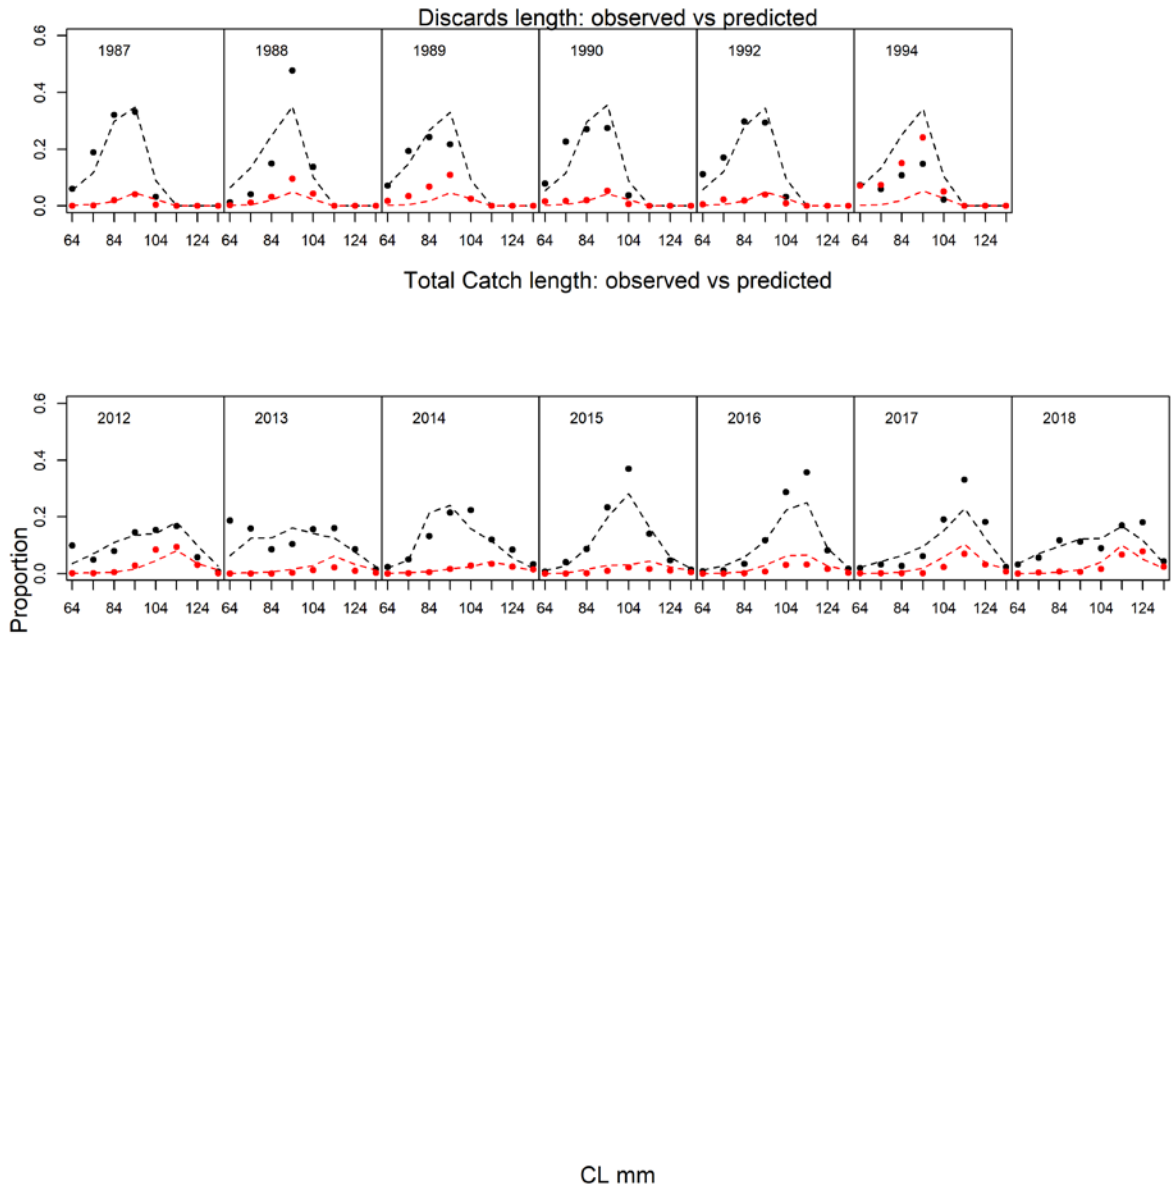 Discards length: observed vs predicted
1987 1988 1989 1990 1992 1994
0.6
0.4
0.2
0.0
64 84 104 124 64 84 104 124 64 84 104 124 64 84 104 124 64 84 104 124 64 84 104 124
Total Catch length: observed vs predicted
2012 2013 2014 2015 2016 2017 2018
0.6
0.4
0.2
0.0
64 84 104 124 64 84 104 124 64 84 104 124 64 84 104 124 64 84 104 124 64 84 104 124 64 84 104 124
Proportion
CL mm